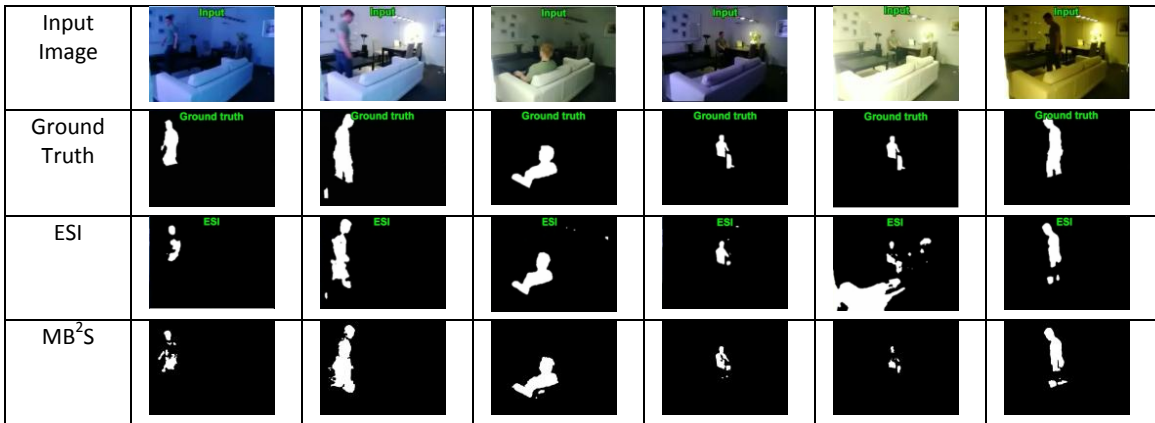 Input
Image
Input Input Input Input Input Input
Ground
Truth
Ground truth Ground truth Ground truth Ground truth Ground truth Ground truth
ESI
ESI ESI ESI ESI ESI ESI
MB²S